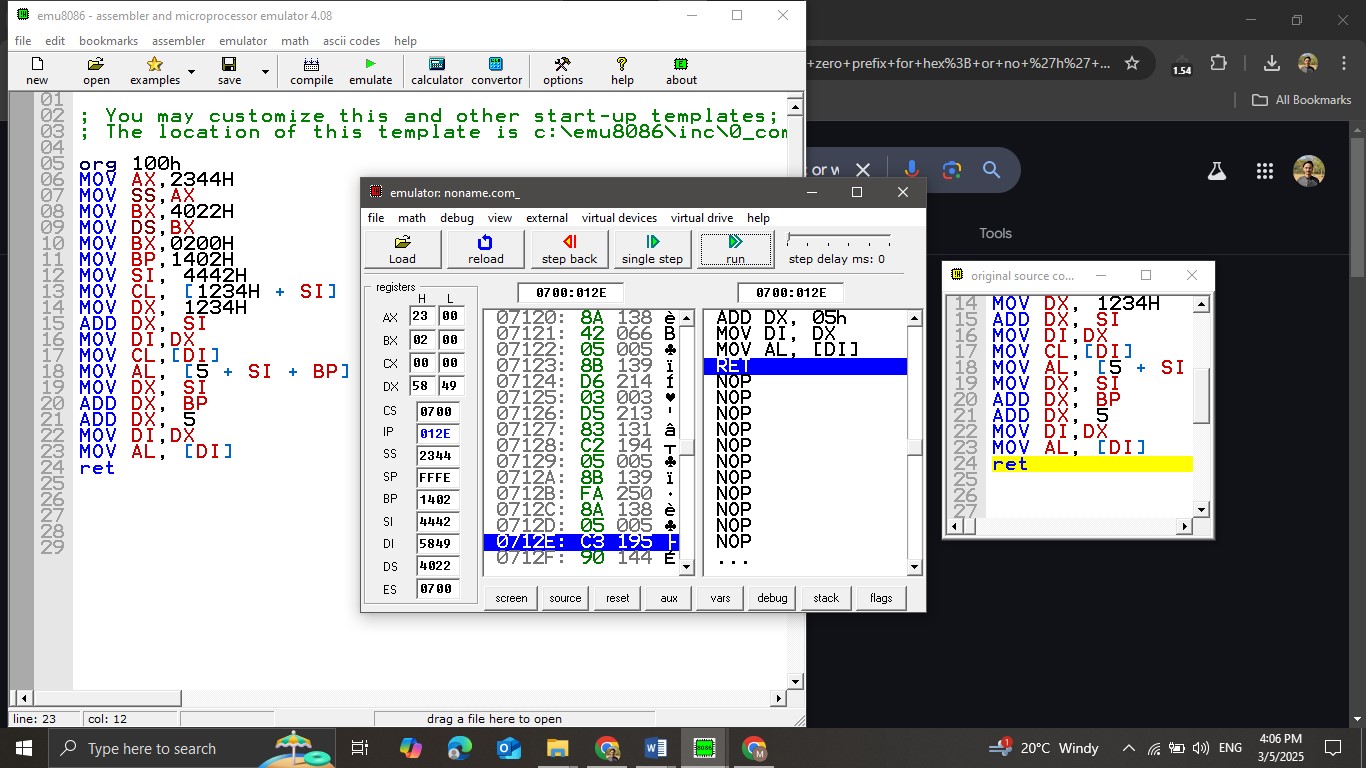 emu8086 - assembler and microprocessor emulator 4.08
file edit bookmarks assembler emulator math ascii codes help
new open examples save compile emulate calculator convertor options help about
zero prefix for hex%3B + or + no + %27h%27 + ...
1.54
All Bookmarks
or w
Tools
01
02 ; You may customize this and other start-up templates;
03 ; The location of this template is c:\emu8086\inc\0_com
04
05 org 100h
06 MOV AX,2344H
07 MOV SS,AX
08 MOV BX,4022H
09 MOV DS,BX
10 MOV BX,0200H
11 MOV BP,1402H
12 MOV SI, 4442H
13 MOV CL, [1234H + SI]
14 MOV DX, 1234H
15 ADD DX, SI
16 MOV DI,DX
17 MOV CL,[DI]
18 MOV AL, [5 + SI + BP]
19 MOV DX, SI
20 ADD DX, BP
21 ADD DX, 5
22 MOV DI,DX
23 MOV AL, [DI]
24 ret
25
26
27
28
29
line: 23 col: 12 drag a file here to open
emulator: noname.com_
file math debug view external virtual devices virtual drive help
Load reload step back single step run step delay ms: 0
registers
H L
AX 23 00
BX 02 00
CX 00 00
DX 58 49
CS 0700
IP 012E
SS 2344
SP FFFE
BP 1402
SI 4442
DI 5849
DS 4022
ES 0700
0700:012E
07120: 8A 138 è
07121: 42 066 B
07122: 05 005 ♣
07123: 8B 139 ï
07124: D6 214
07125: 03 003 ♥
07126: D5 213
07127: 83 131 â
07128: C2 194 ┬
07129: 05 005 ♣
0712A: 8B 139 ï
0712B: FA 250 ·
0712C: 8A 138 è
0712D: 05 005 ♣
0712E: C3 195 ├
0712F: 90 144 É
0700:012E
ADD DX, 05h
MOV DI, DX
MOV AL, [DI]
RET
NOP
NOP
NOP
NOP
NOP
NOP
NOP
NOP
NOP
NOP
NOP
...
screen source reset aux vars debug stack flags
original source co...
14 MOV DX, 1234H
15 ADD DX, SI
16 MOV DI,DX
17 MOV CL,[DI]
18 MOV AL, [5 + SI
19 MOV DX, SI
20 ADD DX, BP
21 ADD DX, 5
22 MOV DI,DX
23 MOV AL, [DI]
24 ret
25
26
27
Type here to search
1
20°C Windy
ENG
4:06 PM
3/5/2025